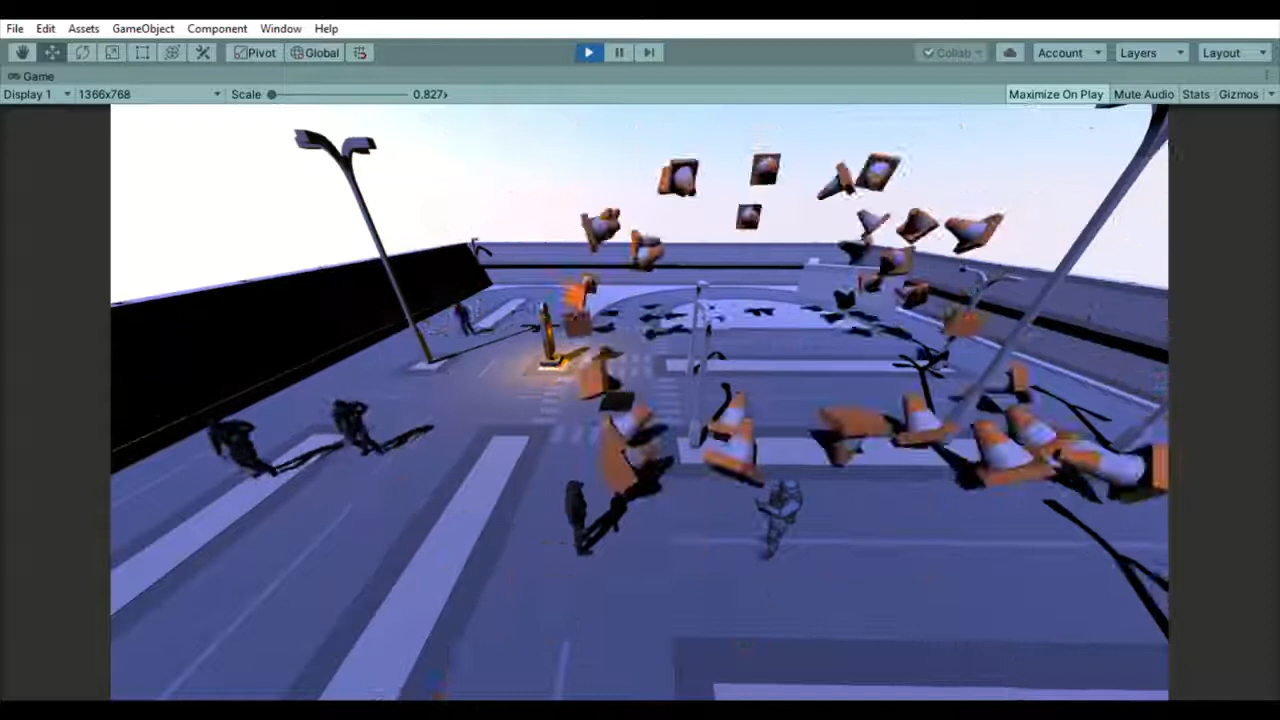 File Edit Assets GameObject Component Window Help
Pivot Global Collab Account Layers Layout
Game
Display 1 1366x768 Scale 0.827x Maximize On Play Mute Audio Stats Gizmos